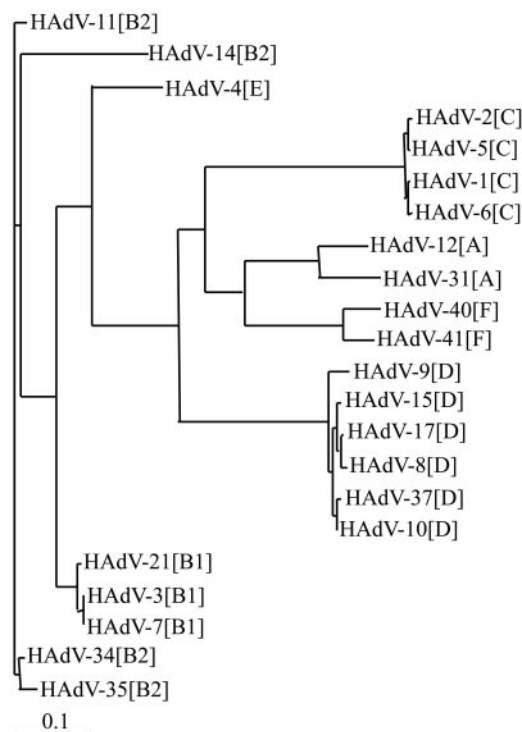 HAdV-11[B2]
HAdV-14[B2]
HAdV-4[E]
HAdV-2[C]
HAdV-5[C]
HAdV-1[C]
HAdV-6[C]
HAdV-12[A]
HAdV-31[A]
HAdV-40[F]
HAdV-41[F]
HAdV-9[D]
HAdV-15[D]
HAdV-17[D]
HAdV-8[D]
HAdV-37[D]
HAdV-10[D]
HAdV-21[B1]
HAdV-3[B1]
HAdV-7[B1]
HAdV-34[B2]
HAdV-35[B2]
0.1